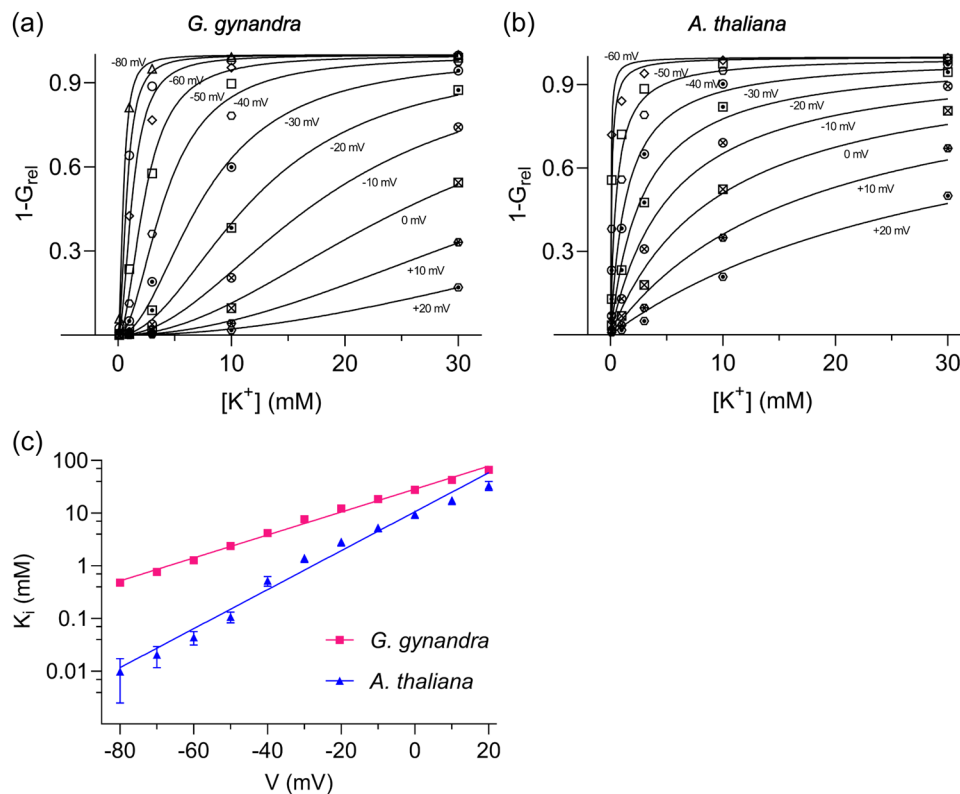 (a)
G. gynandra
1-G_rel
0.9
0.6
0.3
-80 mV
-60 mV
-50 mV
-40 mV
-30 mV
-20 mV
-10 mV
0 mV
+10 mV
+20 mV
0
10
20
30
[K⁺] (mM)
(b)
A. thaliana
1-G_rel
0.9
0.6
0.3
-60 mV
-50 mV
-40 mV
-30 mV
-20 mV
-10 mV
0 mV
+10 mV
+20 mV
0
10
20
30
[K⁺] (mM)
(c)
K_i (mM)
100
10
1
0.1
0.01
G. gynandra
A. thaliana
-80
-60
-40
-20
0
20
V (mV)